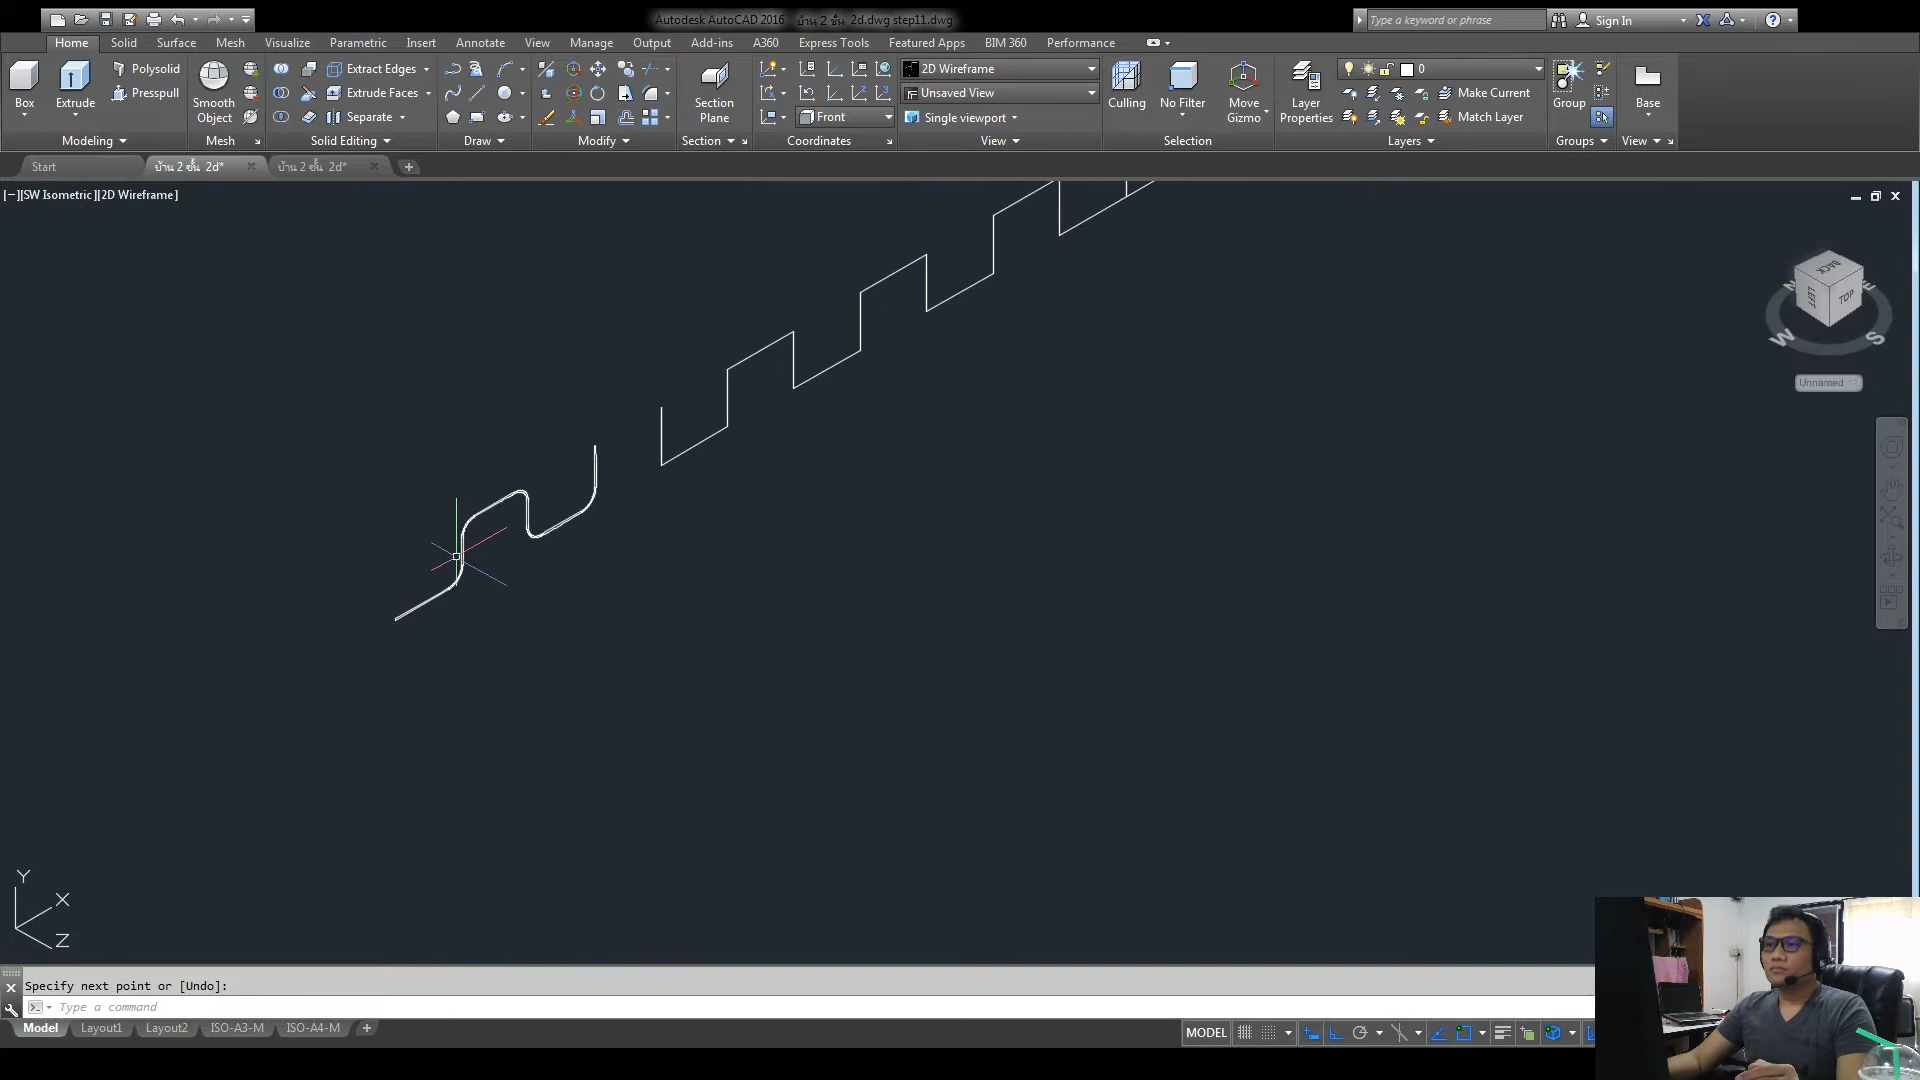 Autodesk AutoCAD 2016 บ้าน 2 ชั้น 2d.dwg step11.dwg
Type a keyword or phrase
Sign In
Home Solid Surface Mesh Visualize Parametric Insert Annotate View Manage Output Add-ins A360 Express Tools Featured Apps BIM 360 Performance
Box
Extrude
Polysolid
Presspull
Modeling
Smooth
Object
Mesh
Extract Edges
Extrude Faces
Separate
Solid Editing
Draw
Modify
Section
Plane
Section
Front
Coordinates
2D Wireframe
Unsaved View
Single viewport
View
Culling
No Filter
Move
Gizmo
Selection
Layer
Properties
0
Make Current
Match Layer
Layers
Group
Groups
Base
View
Start
บ้าน 2 ชั้น 2d*
บ้าน 2 ชั้น 2d*
[−][SW Isometric][2D Wireframe]
BACK
LEFT
TOP
N
E
W
S
Unnamed
Y
X
Z
Specify next point or [Undo]:
Type a command
Model Layout1 Layout2 ISO-A3-M ISO-A4-M
MODEL